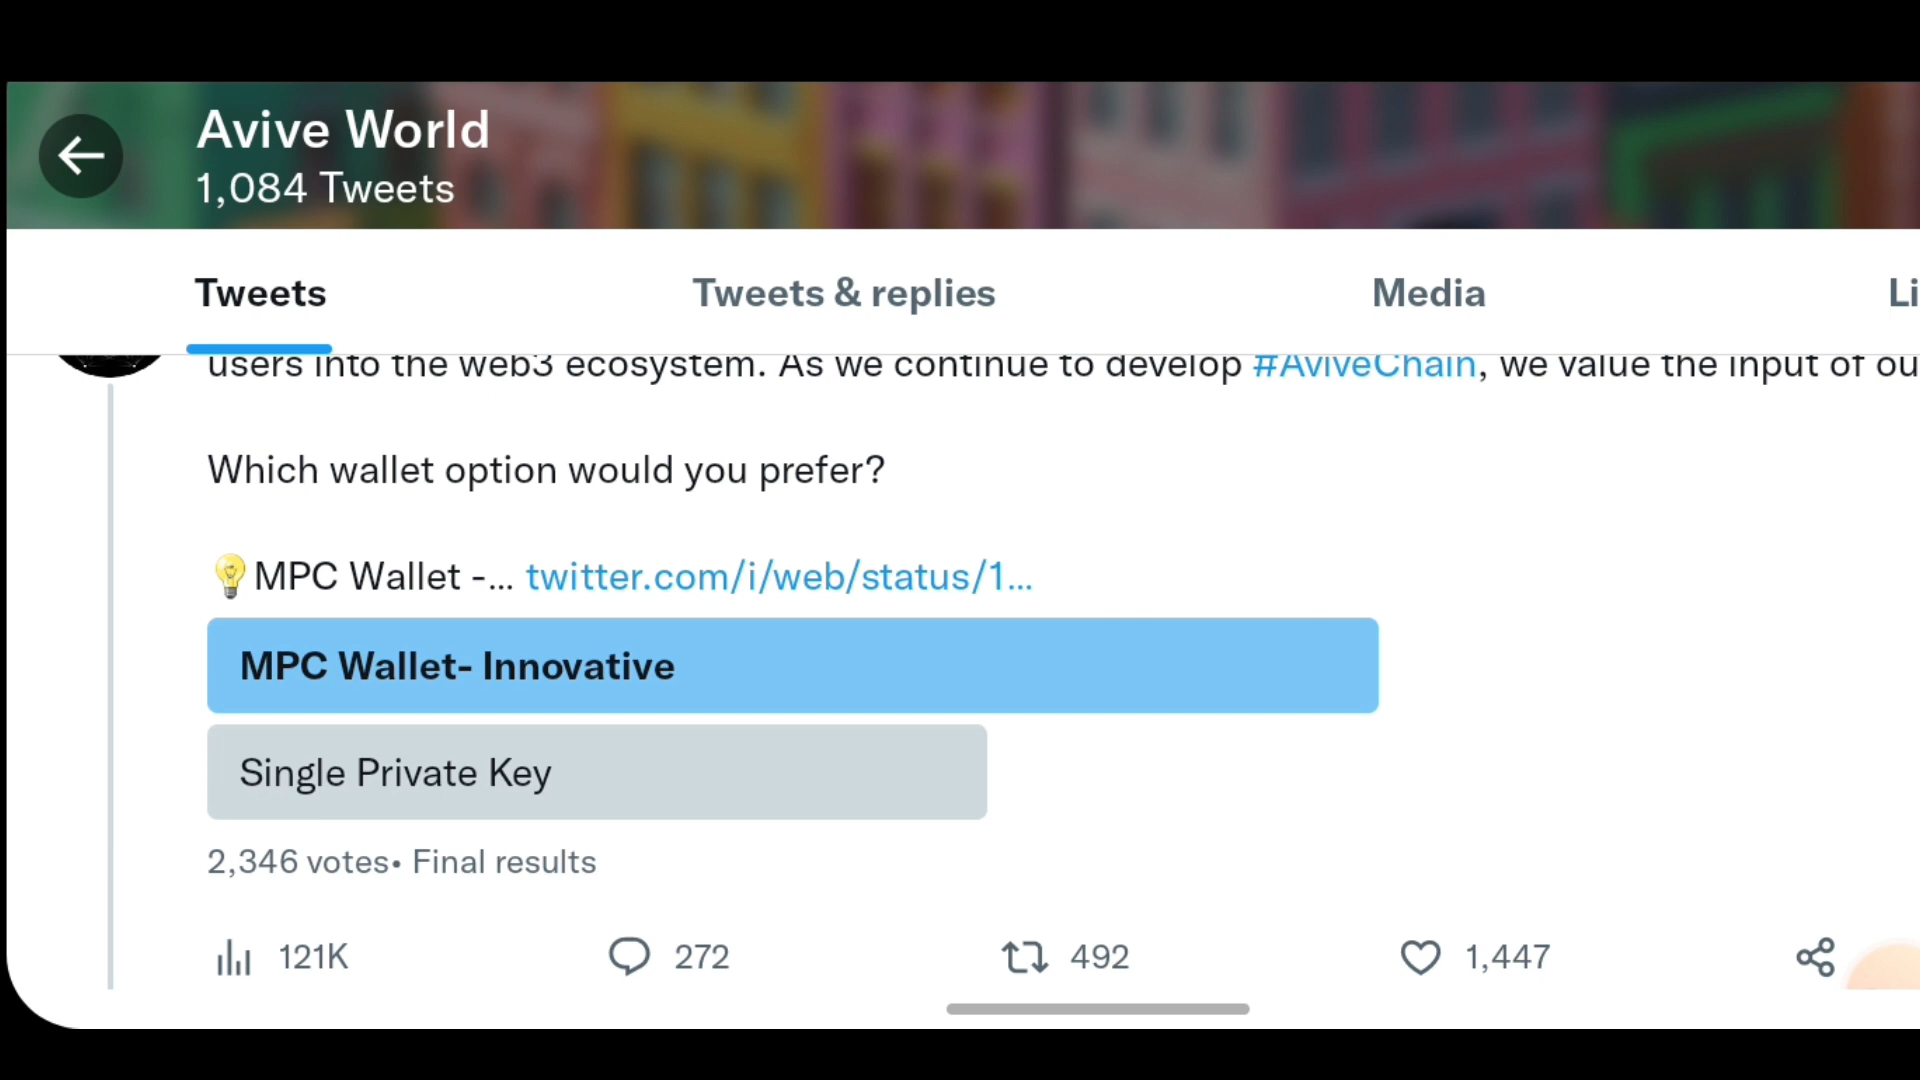 Avive World
1,084 Tweets
Tweets Tweets & replies Media Li
users into the web3 ecosystem. As we continue to develop #AviveChain, we value the input of ou
Which wallet option would you prefer?
💡MPC Wallet -... twitter.com/i/web/status/1...
MPC Wallet- Innovative
Single Private Key
2,346 votes• Final results
121K 272 492 1,447